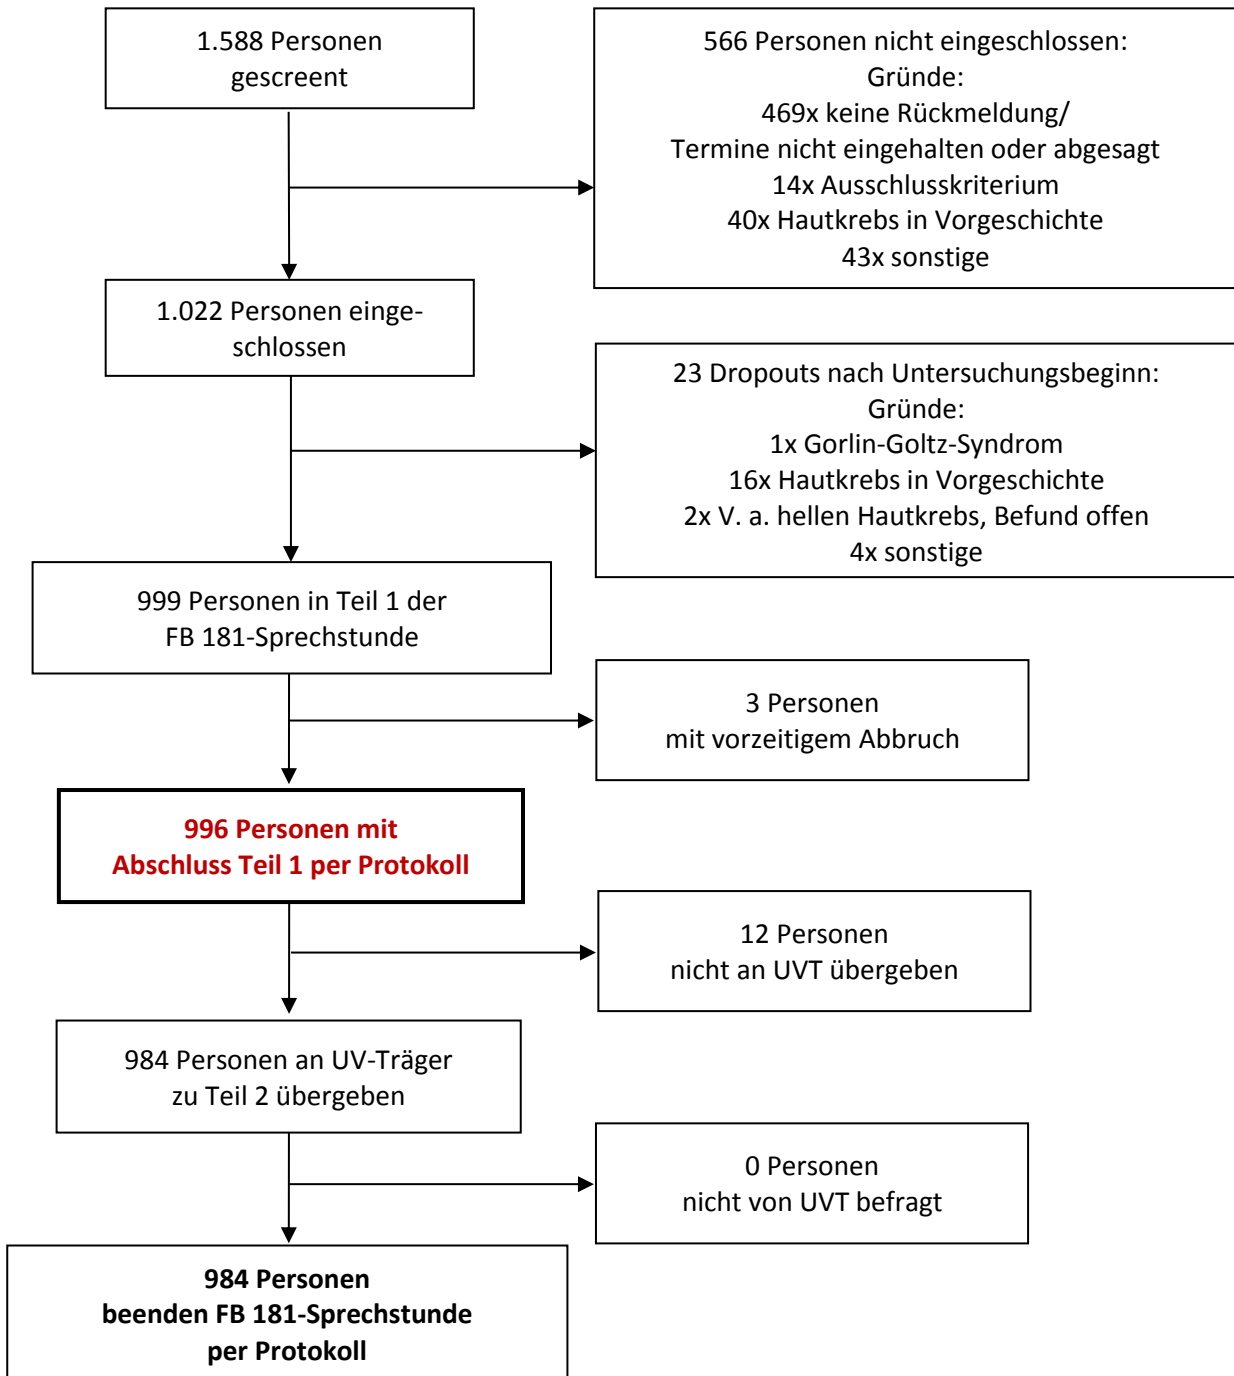 1.588 Personen
gescreent
566 Personen nicht eingeschlossen:
Gründe:
469x keine Rückmeldung/
Termine nicht eingehalten oder abgesagt
14x Ausschlusskriterium
40x Hautkrebs in Vorgeschichte
43x sonstige
1.022 Personen einge-
schlossen
23 Dropouts nach Untersuchungsbeginn:
Gründe:
1x Gorlin-Goltz-Syndrom
16x Hautkrebs in Vorgeschichte
2x V. a. hellen Hautkrebs, Befund offen
4x sonstige
999 Personen in Teil 1 der
FB 181-Sprechstunde
3 Personen
mit vorzeitigem Abbruch
996 Personen mit
Abschluss Teil 1 per Protokoll
12 Personen
nicht an UVT übergeben
984 Personen an UV-Träger
zu Teil 2 übergeben
0 Personen
nicht von UVT befragt
984 Personen
beenden FB 181-Sprechstunde
per Protokoll